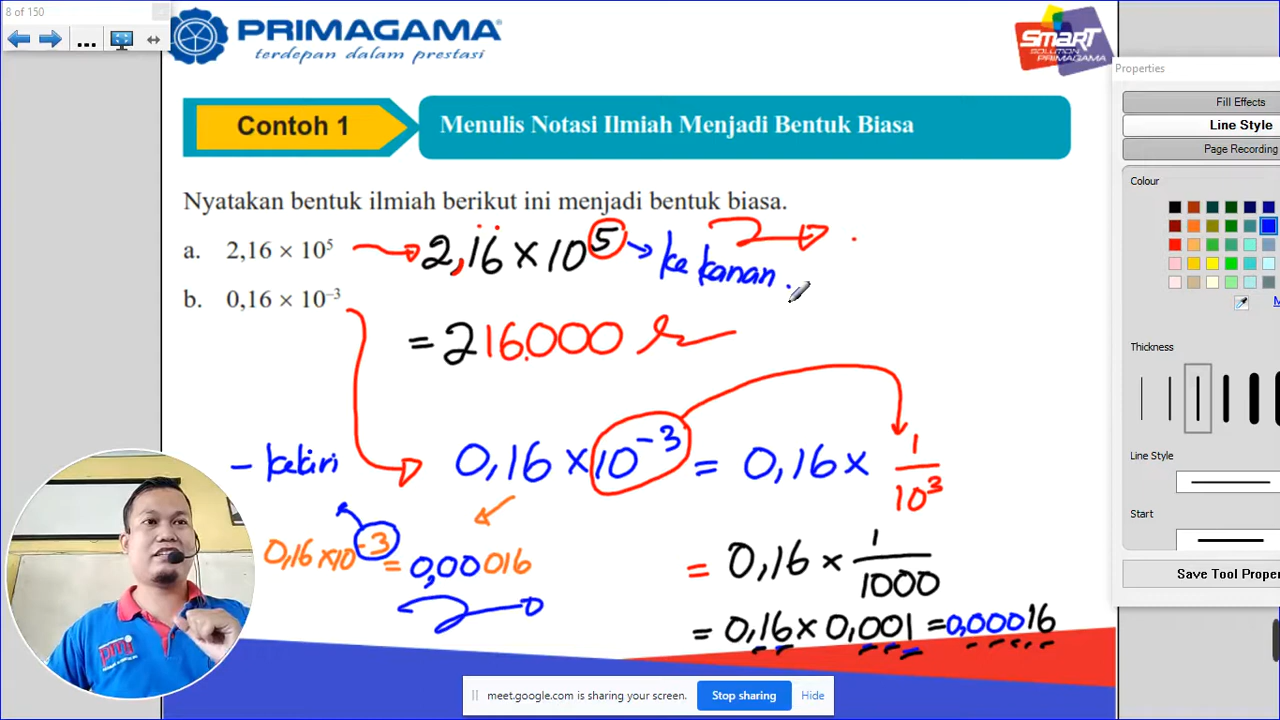 8 of 150
PRIMAGAMA
terdepan dalam prestasi
SMART
SOLUTION
PRIMAGAMA
Properties
Fill Effects
Line Style
Page Recording
Colour
Thickness
Line Style
Start
Save Tool Proper
Contoh 1
Menulis Notasi Ilmiah Menjadi Bentuk Biasa
Nyatakan bentuk ilmiah berikut ini menjadi bentuk biasa.
a. 2,16 × 10⁵
2,16 × 10⁵ → ke kanan.
b. 0,16 × 10⁻³
= 216.000
- kekiri
0,16 × 10⁻³ = 0,16 × 1/10³
0,16 × 10⁻³ = 0,00016
= 0,16 × 1/1000
= 0,16 × 0,001 = 0,00016
pmi
meet.google.com is sharing your screen.
Stop sharing
Hide